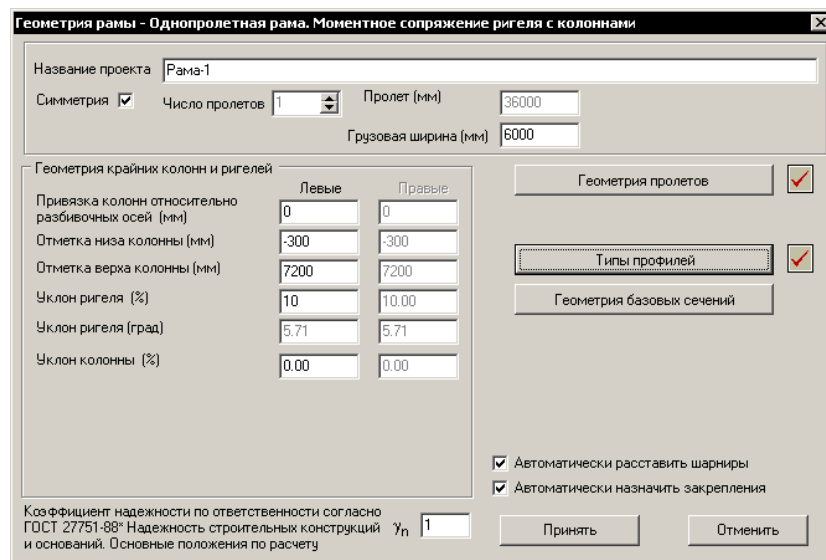 Геометрия рамы - Однопролетная рама. Моментное сопряжение ригеля с колоннами
Название проекта Рама-1
Симметрия Число пролетов 1 Пролет (мм) 36000
Грузовая ширина (мм) 6000
Геометрия крайних колонн и ригелей
Левые Правые
Привязка колонн относительно
разбивочных осей (мм) 0 0
Отметка низа колонны (мм) -300 -300
Отметка верха колонны (мм) 7200 7200
Уклон ригеля (%) 10 10.00
Уклон ригеля (град) 5.71 5.71
Уклон колонны (%) 0.00 0.00
Геометрия пролетов
Типы профилей
Геометрия базовых сечений
Автоматически расставить шарниры
Автоматически назначить закрепления
Коэффициент надежности по ответственности согласно
ГОСТ 27751-88* Надежность строительных конструкций
и оснований. Основные положения по расчету
γn 1
Принять Отменить